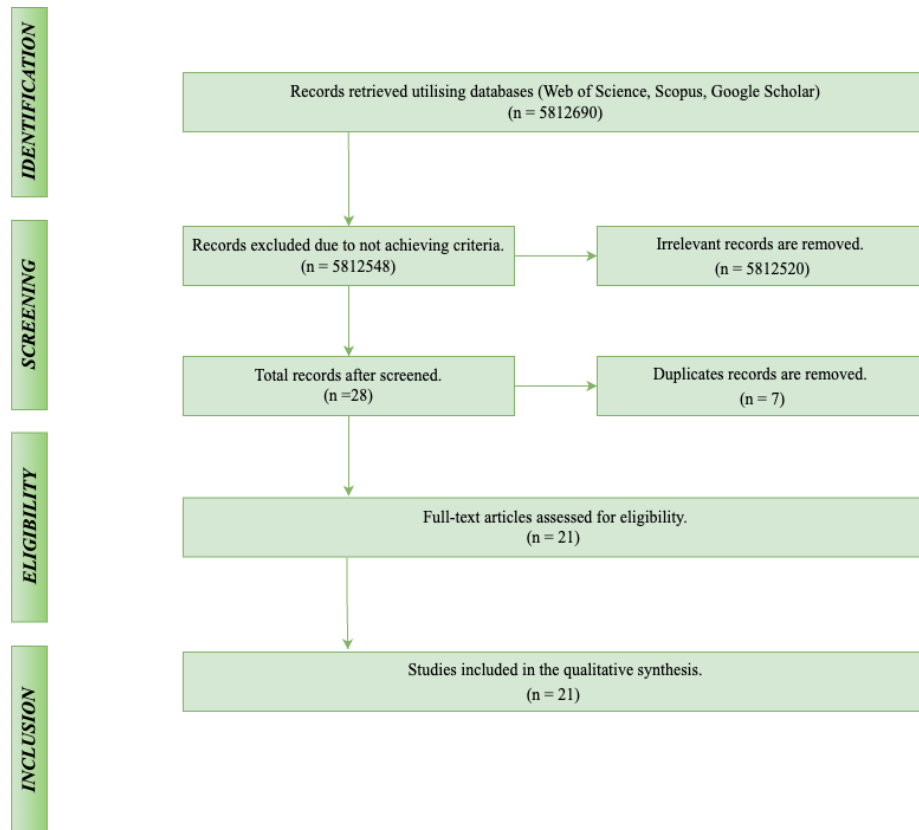 IDENTIFICATION
Records retrieved utilising databases (Web of Science, Scopus, Google Scholar)
(n = 5812690)
SCREENING
Records excluded due to not achieving criteria.
(n = 5812548)
Irrelevant records are removed.
(n = 5812520)
Total records after screened.
(n =28)
Duplicates records are removed.
(n = 7)
ELIGIBILITY
Full-text articles assessed for eligibility.
(n = 21)
INCLUSION
Studies included in the qualitative synthesis.
(n = 21)